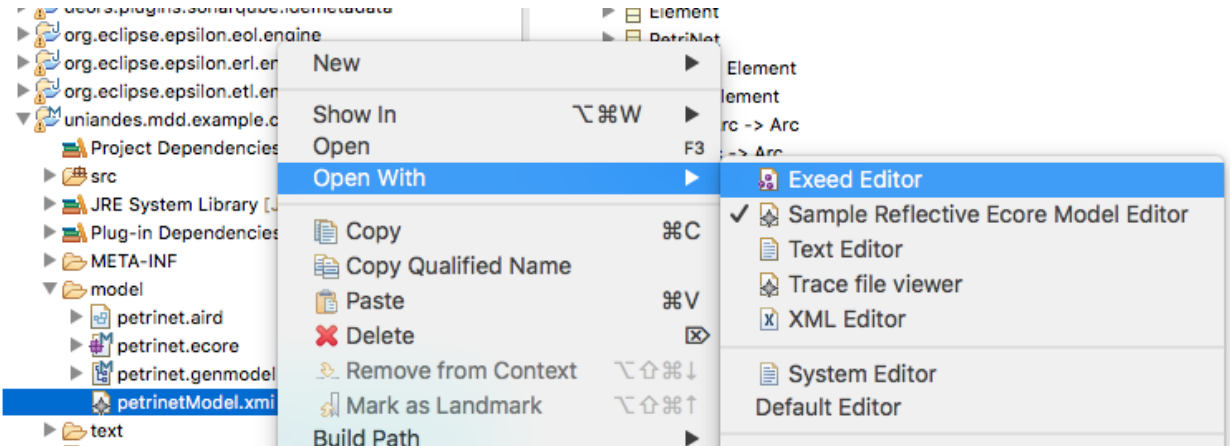 deors.plugins.sonarqube.idemetadata
org.eclipse.epsilon.eol.engine
org.eclipse.epsilon.erl.en
org.eclipse.epsilon.etl.en
uniandes.mdd.example.c
Project Dependencies
src
JRE System Library [J
Plug-in Dependencies
META-INF
model
petrinet.aird
petrinet.ecore
petrinet.genmodel
petrinetModel.xmi
text
New
Show In ⌥⌘W
Open F3
Open With
Copy ⌘C
Copy Qualified Name
Paste ⌘V
Delete ⌦
Remove from Context ⌥⇧⌘↓
Mark as Landmark ⌥⇧⌘↑
Build Path
Element
PetriNet
Element
lement
rc -> Arc
-> Arc
Exeed Editor
✓ Sample Reflective Ecore Model Editor
Text Editor
Trace file viewer
XML Editor
System Editor
Default Editor